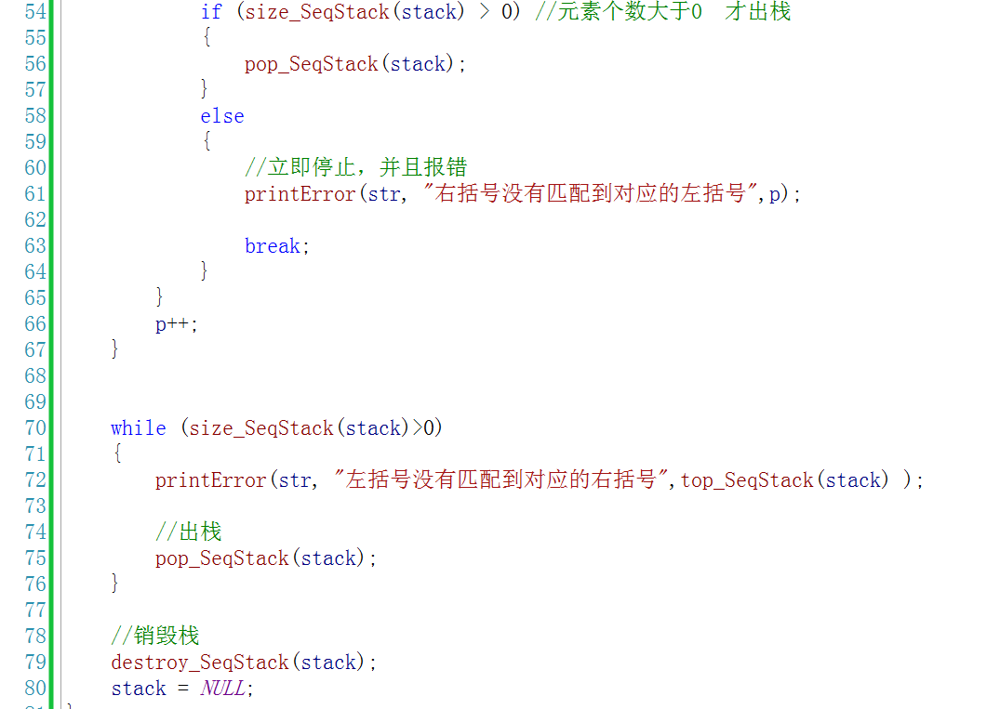 54 if (size_SeqStack(stack) > 0) //元素个数大于0 才出栈
55 {
56 pop_SeqStack(stack);
57 }
58 else
59 {
60 //立即停止，并且报错
61 printError(str, "右括号没有匹配到对应的左括号",p);
62
63 break;
64 }
65 }
66 p++;
67 }
68
69
70 while (size_SeqStack(stack)>0)
71 {
72 printError(str, "左括号没有匹配到对应的右括号",top_SeqStack(stack) );
73
74 //出栈
75 pop_SeqStack(stack);
76 }
77
78 //销毁栈
79 destroy_SeqStack(stack);
80 stack = NULL;